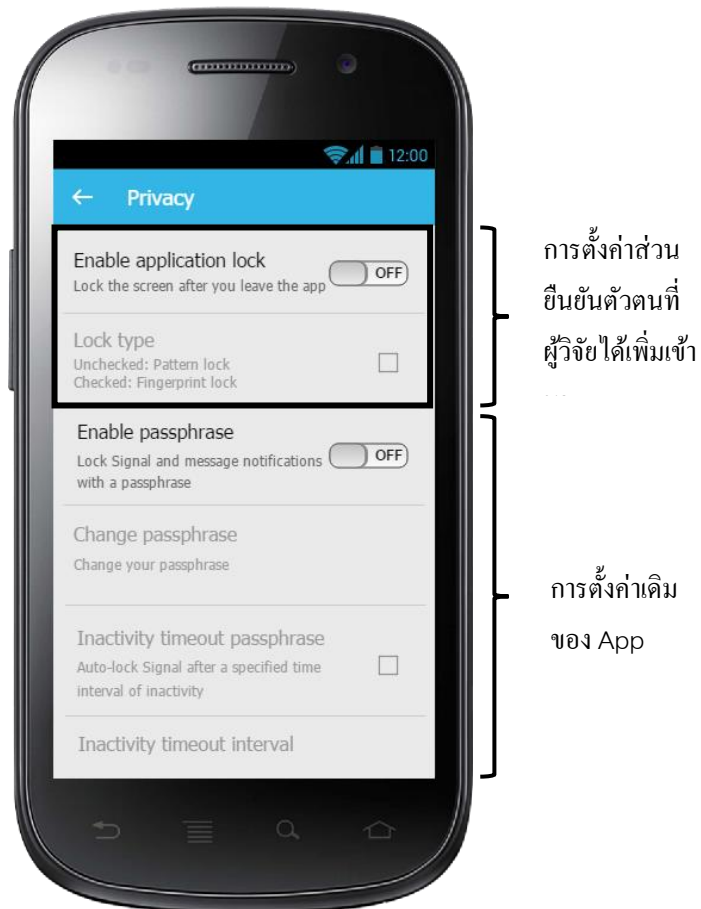 12:00
Privacy
Enable application lock
Lock the screen after you leave the app
OFF
Lock type
Unchecked: Pattern lock
Checked: Fingerprint lock
Enable passphrase
Lock Signal and message notifications
with a passphrase
OFF
Change passphrase
Change your passphrase
Inactivity timeout passphrase
Auto-lock Signal after a specified time
interval of inactivity
Inactivity timeout interval
การตั้งค่าส่วน
ยืนยันตัวตนที่
ผู้วิจัยได้เพิ่มเข้า
การตั้งค่าเดิม
ของ App